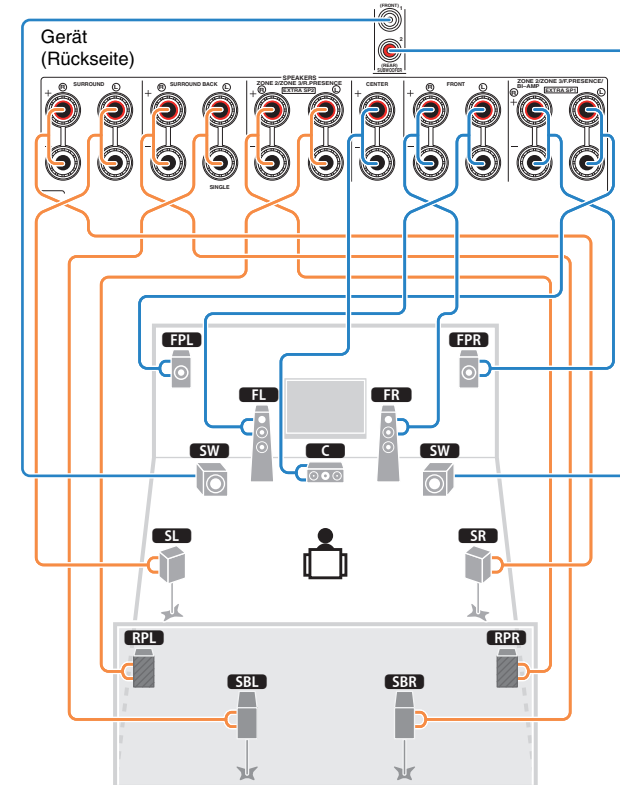 (FRONT) 1
2
(REAR)
SUBWOOFER
Gerät
(Rückseite)
SPEAKERS
SURROUND
R L
SURROUND BACK
R L
SINGLE
ZONE 2/ZONE 3/R.PRESENCE
EXTRA SP2
R L
CENTER
FRONT
R L
ZONE 2/ZONE 3/F.PRESENCE/
BI-AMP
EXTRA SP1
R L
+ + + + + +
− − − − − −
FPL FPR
FL FR
SW C SW
SL SR
RPL RPR
SBL SBR